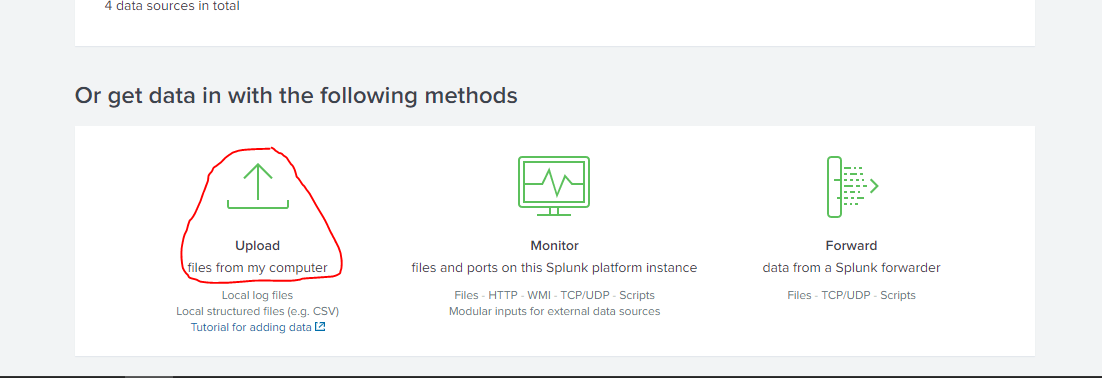 4 data sources in total
Or get data in with the following methods
Upload
files from my computer
Local log files
Local structured files (e.g. CSV)
Tutorial for adding data
Monitor
files and ports on this Splunk platform instance
Files - HTTP - WMI - TCP/UDP - Scripts
Modular inputs for external data sources
Forward
data from a Splunk forwarder
Files - TCP/UDP - Scripts